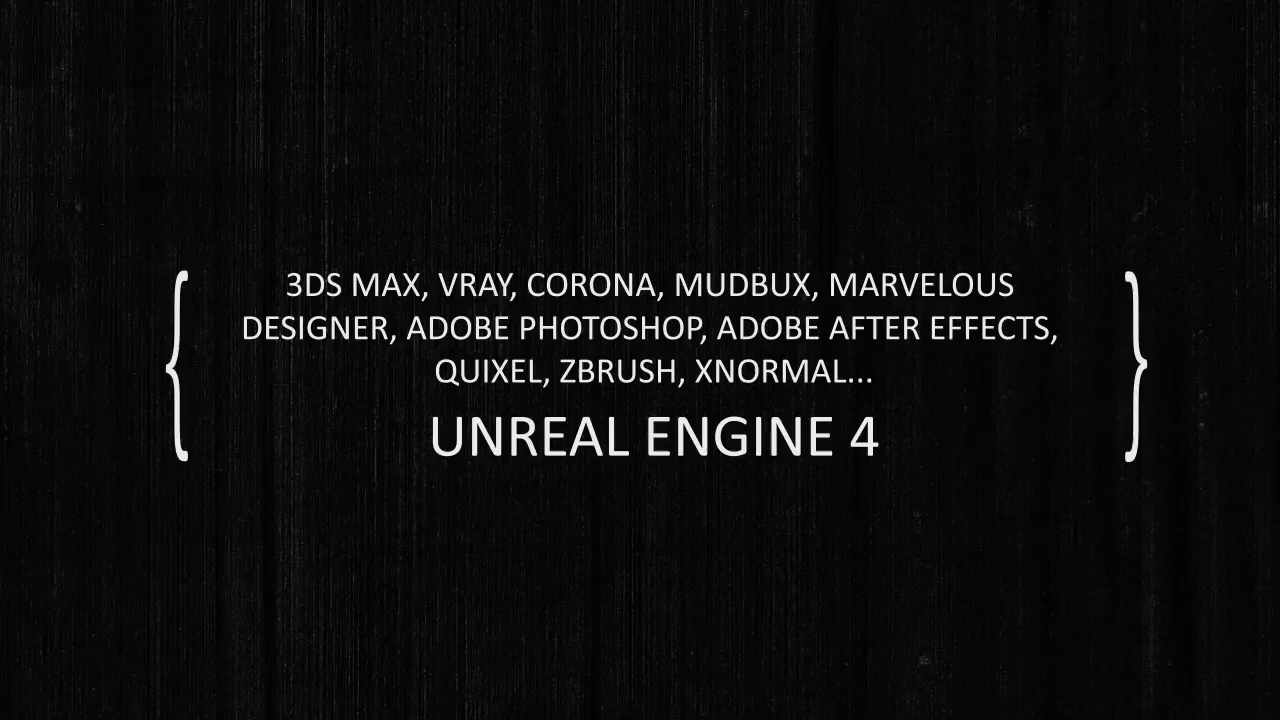 { 3DS MAX, VRAY, CORONA, MUDBUX, MARVELOUS
DESIGNER, ADOBE PHOTOSHOP, ADOBE AFTER EFFECTS,
QUIXEL, ZBRUSH, XNORMAL...
UNREAL ENGINE 4 }